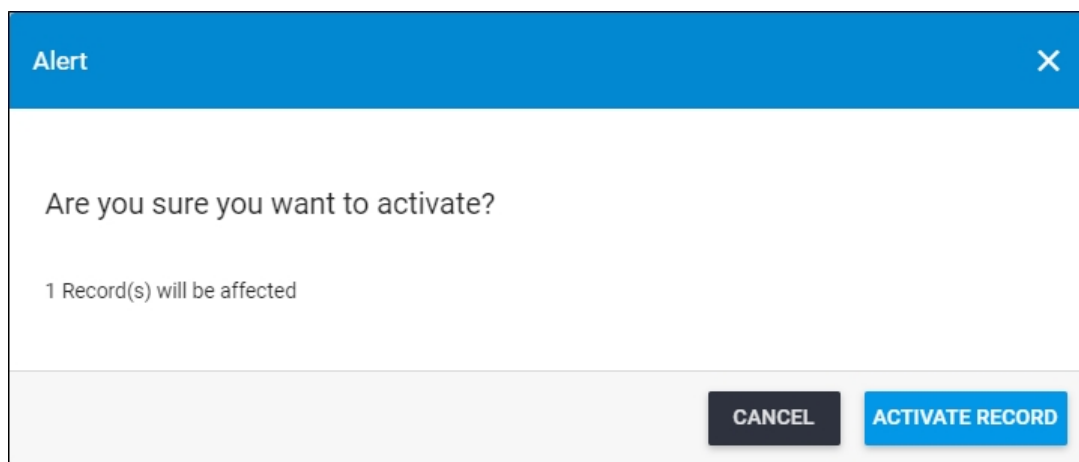 Alert
Are you sure you want to activate?
1 Record(s) will be affected
CANCEL ACTIVATE RECORD